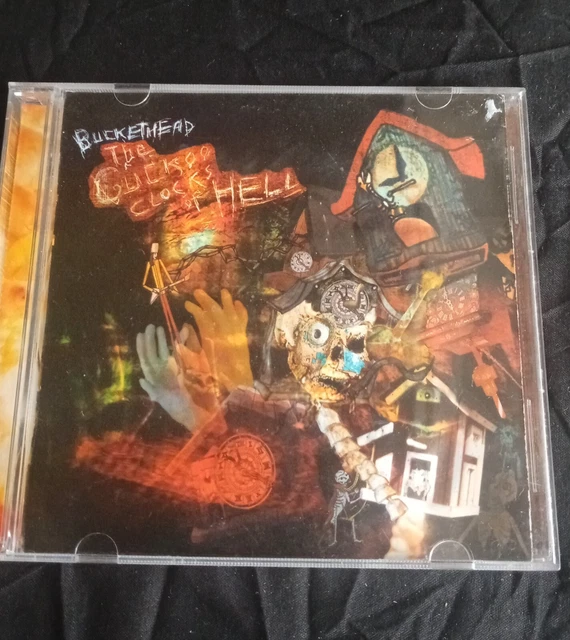 BUCKETHEAD
The
Cuckoo
CLOCKS
of HELL